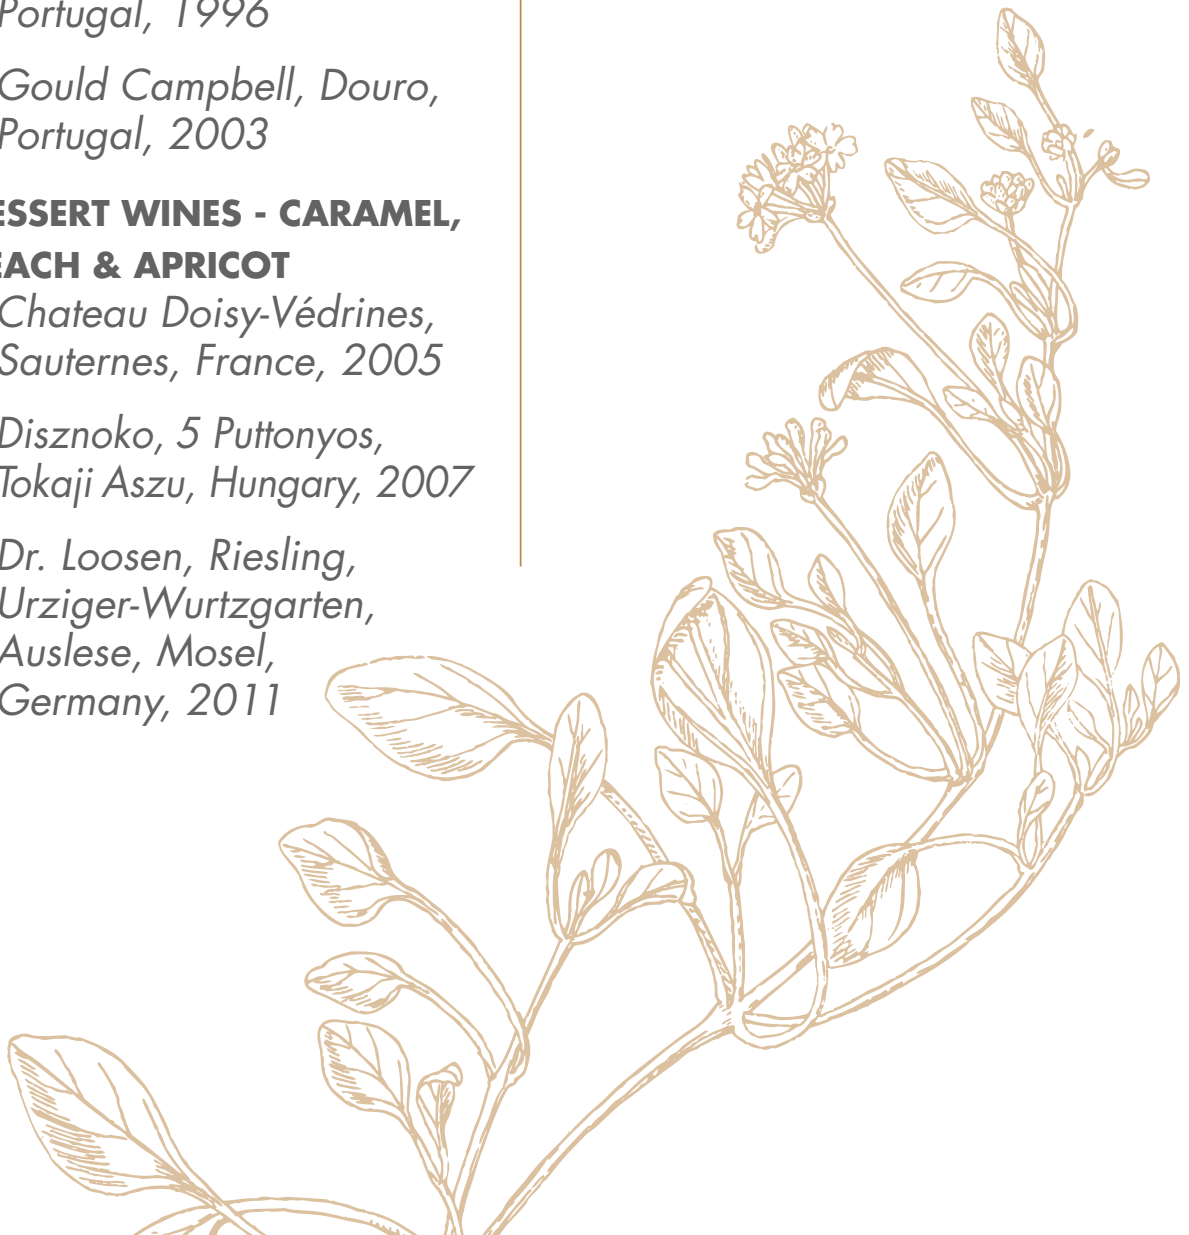 Portugal, 1996
Gould Campbell, Douro,
Portugal, 2003
ESSERT WINES - CARAMEL,
EACH & APRICOT
Chateau Doisy-Védrines,
Sauternes, France, 2005
Disznoko, 5 Puttonyos,
Tokaji Aszu, Hungary, 2007
Dr. Loosen, Riesling,
Urziger-Wurtzgarten,
Auslese, Mosel,
Germany, 2011